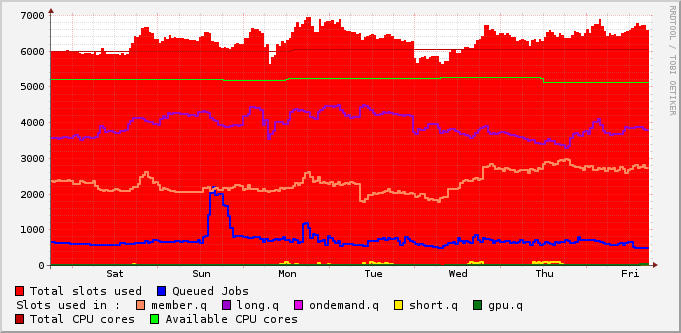 7000
6000
5000
4000
3000
2000
1000
0
Sat Sun Mon Tue Wed Thu Fri
RRDTOOL / TOBI OETIKER
Total slots used Queued Jobs
Slots used in : member.q long.q ondemand.q short.q gpu.q
Total CPU cores Available CPU cores